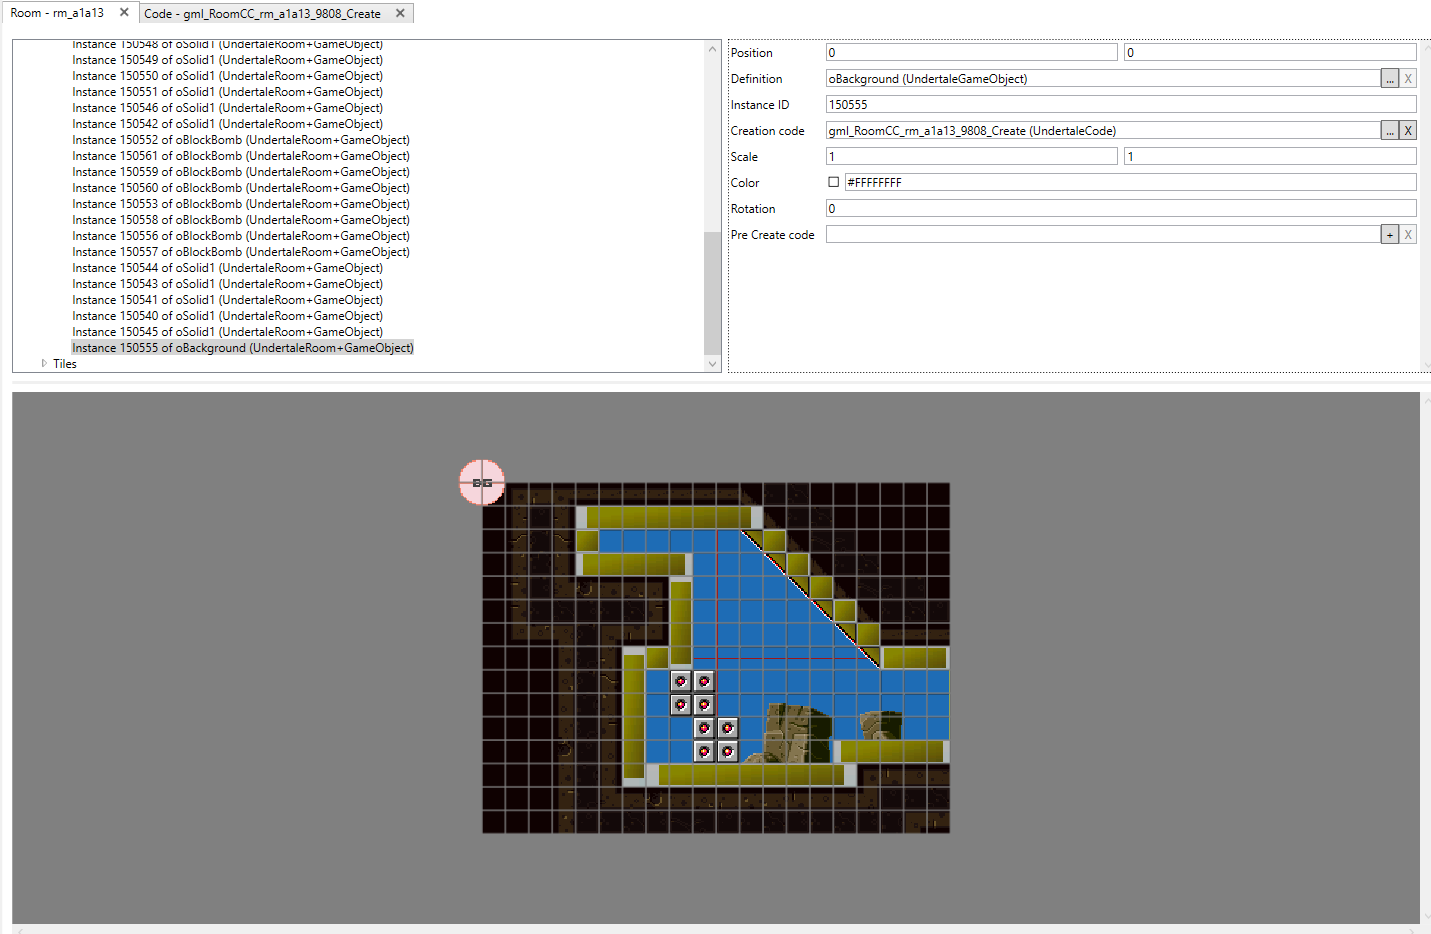 Room - rm_a1a13 ✕ Code - gml_RoomCC_rm_a1a13_9808_Create ✕
Instance 150548 of oSolid1 (UndertaleRoom+GameObject)
Instance 150549 of oSolid1 (UndertaleRoom+GameObject)
Instance 150550 of oSolid1 (UndertaleRoom+GameObject)
Instance 150551 of oSolid1 (UndertaleRoom+GameObject)
Instance 150546 of oSolid1 (UndertaleRoom+GameObject)
Instance 150542 of oSolid1 (UndertaleRoom+GameObject)
Instance 150552 of oBlockBomb (UndertaleRoom+GameObject)
Instance 150561 of oBlockBomb (UndertaleRoom+GameObject)
Instance 150559 of oBlockBomb (UndertaleRoom+GameObject)
Instance 150560 of oBlockBomb (UndertaleRoom+GameObject)
Instance 150553 of oBlockBomb (UndertaleRoom+GameObject)
Instance 150558 of oBlockBomb (UndertaleRoom+GameObject)
Instance 150556 of oBlockBomb (UndertaleRoom+GameObject)
Instance 150557 of oBlockBomb (UndertaleRoom+GameObject)
Instance 150544 of oSolid1 (UndertaleRoom+GameObject)
Instance 150543 of oSolid1 (UndertaleRoom+GameObject)
Instance 150541 of oSolid1 (UndertaleRoom+GameObject)
Instance 150540 of oSolid1 (UndertaleRoom+GameObject)
Instance 150545 of oSolid1 (UndertaleRoom+GameObject)
Instance 150555 of oBackground (UndertaleRoom+GameObject)
Tiles
Position 0 0
Definition oBackground (UndertaleGameObject) ... X
Instance ID 150555
Creation code gml_RoomCC_rm_a1a13_9808_Create (UndertaleCode) ... X
Scale 1 1
Color #FFFFFFFF
Rotation 0
Pre Create code + X
BG